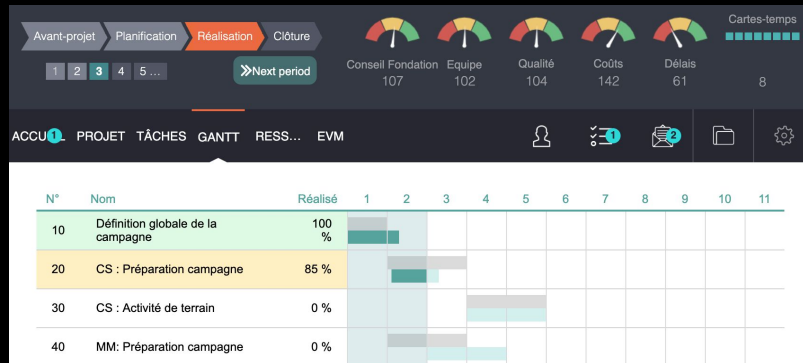 Avant-projet Planification Réalisation Clôture
Cartes-temps
1 2 3 4 5 ...
Next period
Conseil Fondation Equipe Qualité Coûts Délais
107 102 104 142 61 8
1 PROJET TÂCHES GANTT RESS... EVM 1 2
N° Nom Réalisé 1 2 3 4 5 6 7 8 9 10 11
10 Définition globale de la campagne 100 %
20 CS : Préparation campagne 85 %
30 CS : Activité de terrain 0 %
40 MM: Préparation campagne 0 %